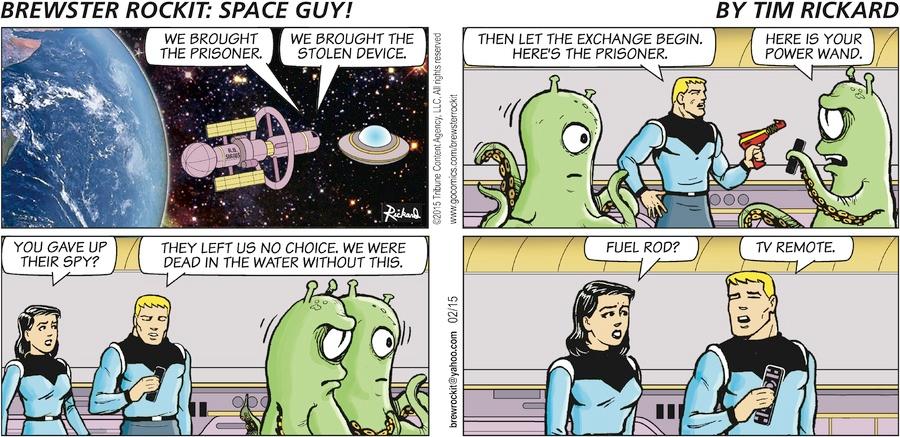 BREWSTER ROCKIT: SPACE GUY!
BY TIM RICKARD
WE BROUGHT
THE PRISONER.
WE BROUGHT THE
STOLEN DEVICE.
Rickard
©2015 Tribune Content Agency, LLC. All rights reserved
www.gocomics.com/brewsterrockit
THEN LET THE EXCHANGE BEGIN.
HERE'S THE PRISONER.
HERE IS YOUR
POWER WAND.
YOU GAVE UP
THEIR SPY?
THEY LEFT US NO CHOICE. WE WERE
DEAD IN THE WATER WITHOUT THIS.
brewrockit@yahoo.com 02/15
FUEL ROD?
TV REMOTE.